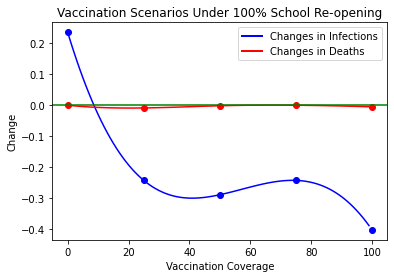 Vaccination Scenarios Under 100% School Re-opening
Changes in Infections
Changes in Deaths
0.2
0.1
0.0
−0.1
−0.2
−0.3
−0.4
Change
0 20 40 60 80 100
Vaccination Coverage